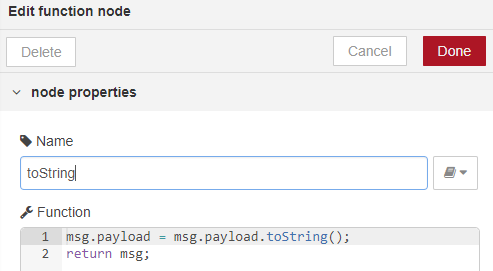 Edit function node
Delete Cancel Done
node properties
Name
toString
Function
1 msg.payload = msg.payload.toString();
2 return msg;